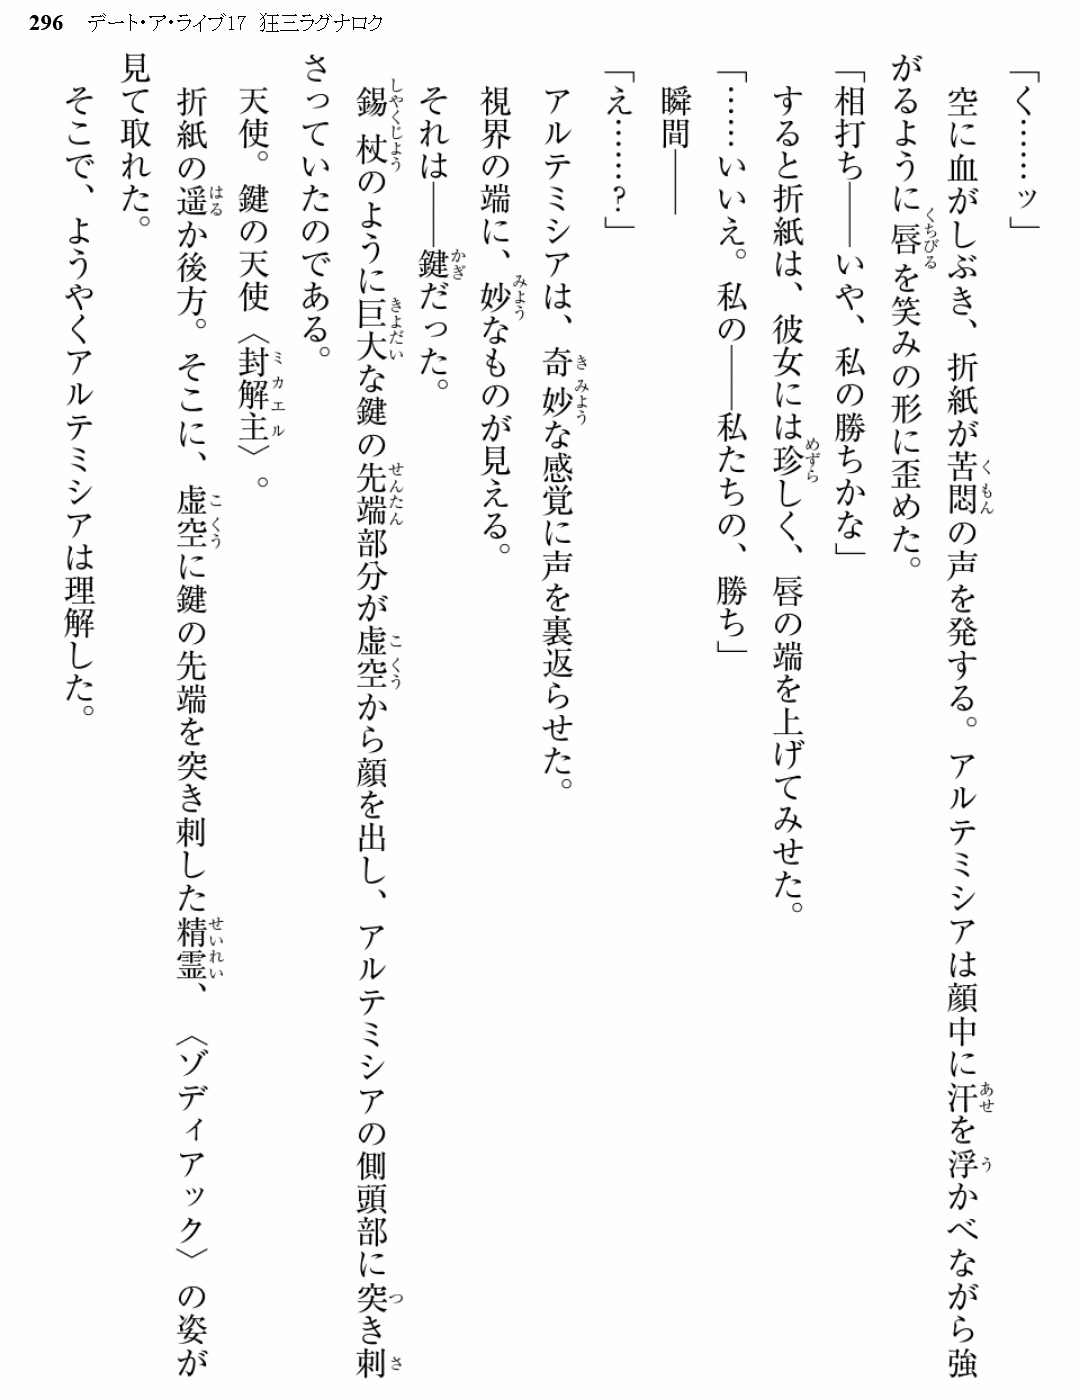 296 デート・ア・ライブ17 狂三ラグナロク
「く……ッ」
空に血がしぶき、折紙が苦悶の声を発する。アルテミシアは顔中に汗を浮かべながら強
がるように唇を笑みの形に歪めた。
「相打ち――いや、私の勝ちかな」
すると折紙は、彼女には珍しく、唇の端を上げてみせた。
「……いいえ。私の――私たちの、勝ち」
瞬間――
「え……？」
アルテミシアは、奇妙な感覚に声を裏返らせた。
視界の端に、妙なものが見える。
それは――鍵だった。
錫杖のように巨大な鍵の先端部分が虚空から顔を出し、アルテミシアの側頭部に突き刺
さっていたのである。
天使。鍵の天使〈封解主〉。
折紙の遥か後方。そこに、虚空に鍵の先端を突き刺した精霊、〈ゾディアック〉の姿が
見て取れた。
そこで、ようやくアルテミシアは理解した。